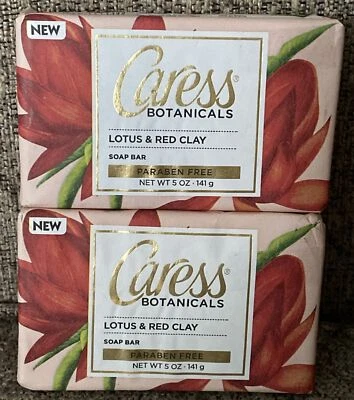 NEW
Caress®
BOTANICALS
LOTUS & RED CLAY
SOAP BAR
PARABEN FREE
NET WT 5 OZ · 141 g
NEW
Caress®
BOTANICALS
LOTUS & RED CLAY
SOAP BAR
PARABEN FREE
NET WT 5 OZ · 141 g